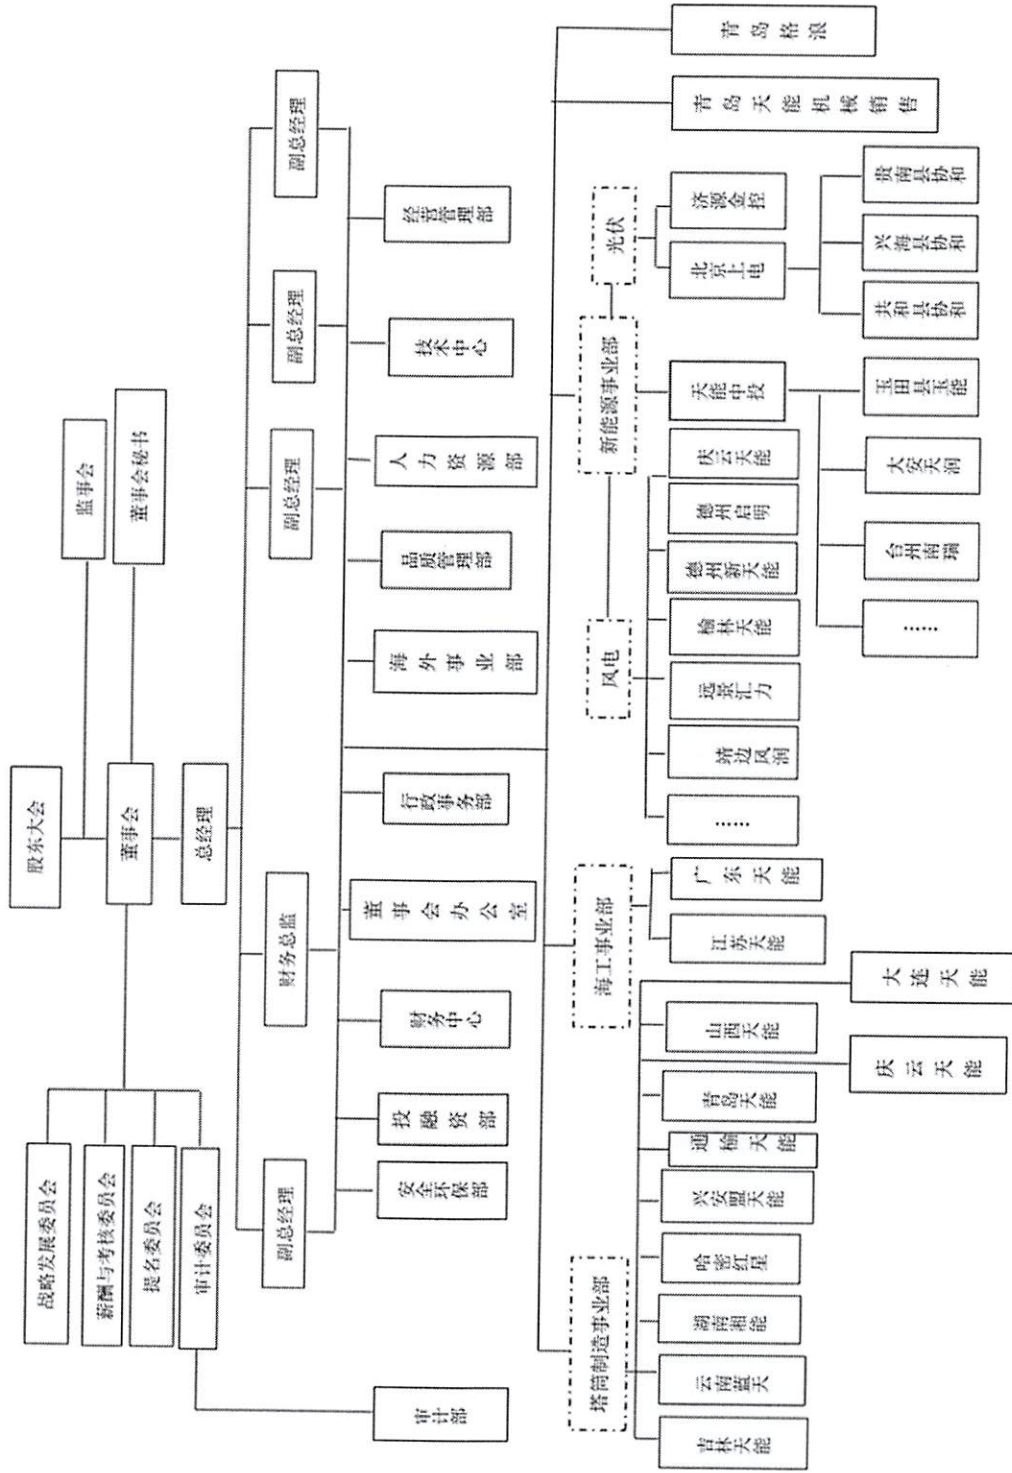 股东大会
监事会
董事会
董事会秘书
战略发展委员会
薪酬与考核委员会
提名委员会
审计委员会
总经理
副总经理
财务总监
副总经理
副总经理
副总经理
审计部
安全环保部
投融资部
财务中心
董事会办公室
行政事务部
海外事业部
品质管理部
人力资源部
技术中心
经营管理部
塔筒制造事业部
海工事业部
新能源事业部
风电
光伏
吉林天能
云南蓝天
湖南湘能
哈密红星
兴安盟天能
通榆天能
青岛天能
山西天能
庆云天能
大连天能
江苏天能
广东天能
……
靖边风润
远景汇力
榆林天能
德州新天能
德州启明
庆云天能
天能中投
北京上电
济源金控
青岛天能机械销售
青岛格浪
……
台州南瑞
大安天润
玉田县玉能
共和县协和
兴海县协和
贵南县协和